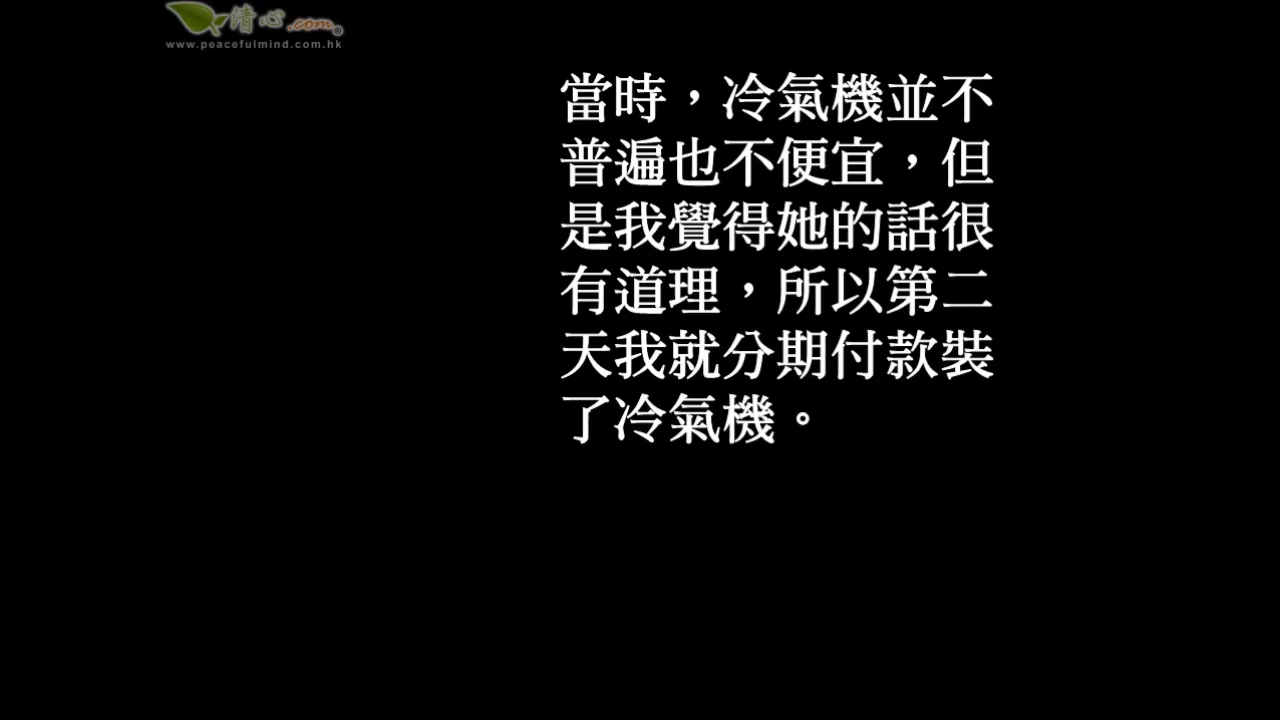 清心.com
www.peacefulmind.com.hk
當時，冷氣機並不
普遍也不便宜，但
是我覺得她的話很
有道理，所以第二
天我就分期付款裝
了冷氣機。